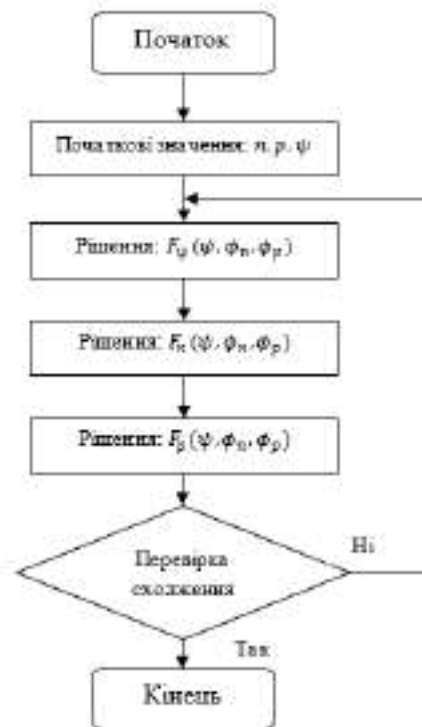 Початок
Початкові значення: n, p, ψ
Рішення: F_ψ (ψ, ϕ_n, ϕ_p)
Рішення: F_n (ψ, ϕ_n, ϕ_p)
Рішення: F_p (ψ, ϕ_n, ϕ_p)
Перевірка
сходження
Ні
Так
Кінець